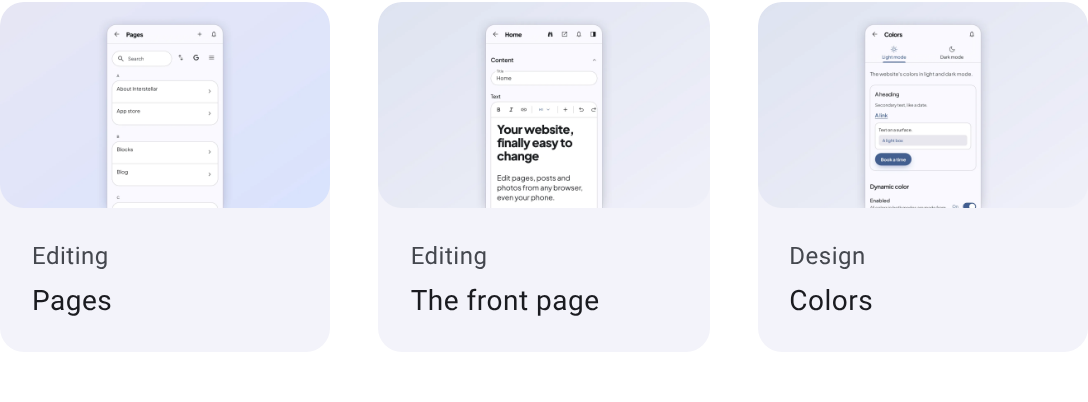 Pages
Search
A
About Interstellar
App store
B
Blocks
Blog
C
Editing
Pages
Home
Content
Title
Home
Text
B I
Your website,
finally easy to
change
Edit pages, posts and
photos from any browser,
even your phone.
Editing
The front page
Colors
Light mode
Dark mode
The website's colors in light and dark mode.
A heading
Secondary text, like a date.
A link
Text on a surface.
A light box
Book a time
Dynamic color
Enabled
On
Design
Colors